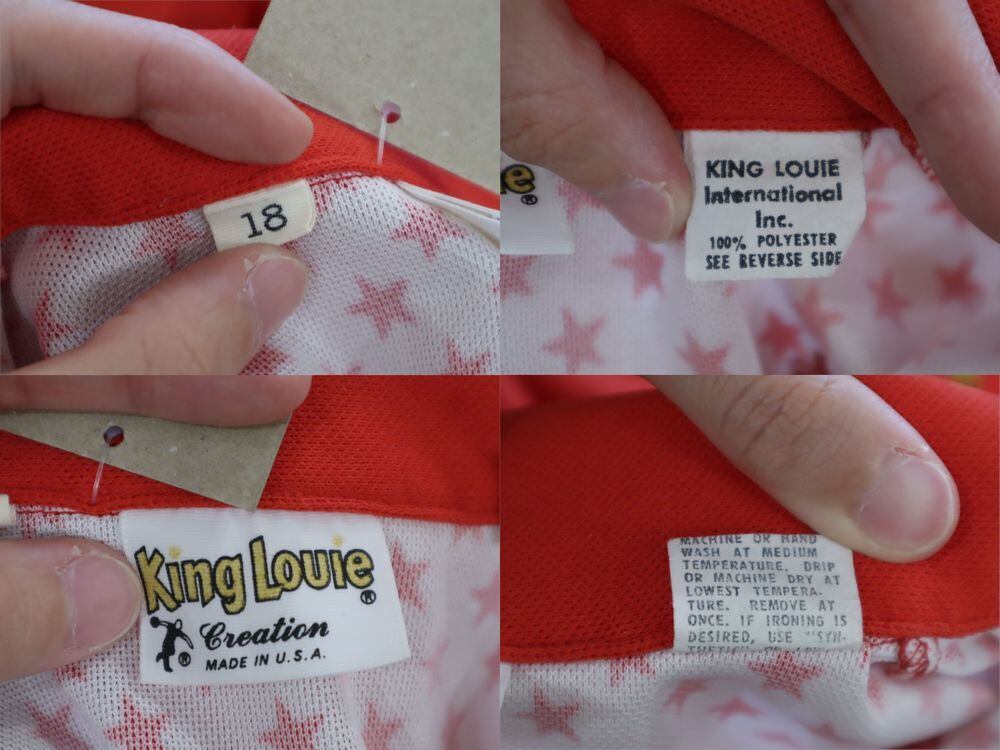 18
ie
®
KING LOUIE
International
Inc.
100% POLYESTER
SEE REVERSE SIDE
King Louie®
Creation
® MADE IN U.S.A.
MACHINE OR HAND
WASH AT MEDIUM
TEMPERATURE. DRIP
OR MACHINE DRY AT
LOWEST TEMPERA-
TURE. REMOVE AT
ONCE. IF IRONING IS
DESIRED, USE "SYN-